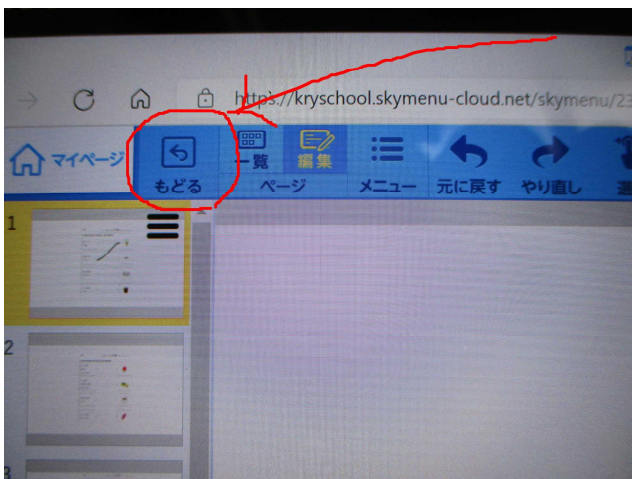 https://kryschool.skymenu-cloud.net/skymenu/23
マイページ
もどる
一覧
編集
ページ
メニュー
元に戻す
やり直し
選
1
2
3